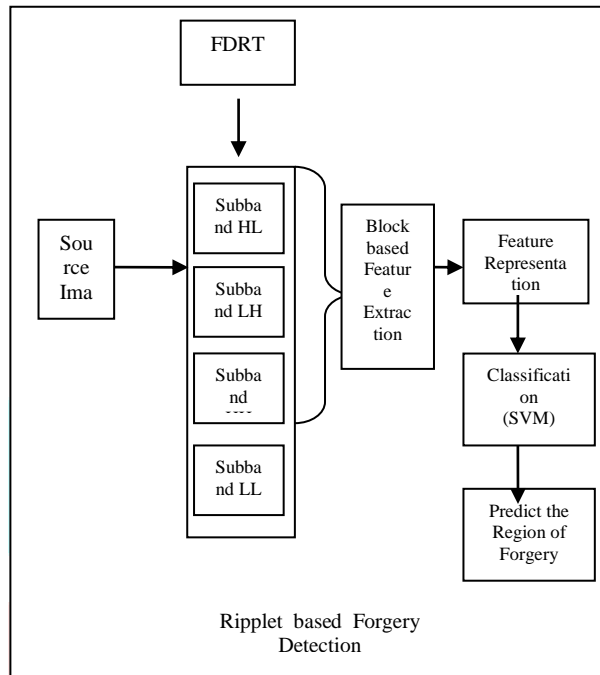 FDRT
Sou
rce
Ima
Subba
nd HL
Subba
nd LH
Subba
nd
Subba
nd LL
Block
based
Featur
e
Extrac
tion
Feature
Representa
tion
Classificati
on
(SVM)
Predict the
Region of
Forgery
Ripplet based Forgery
Detection